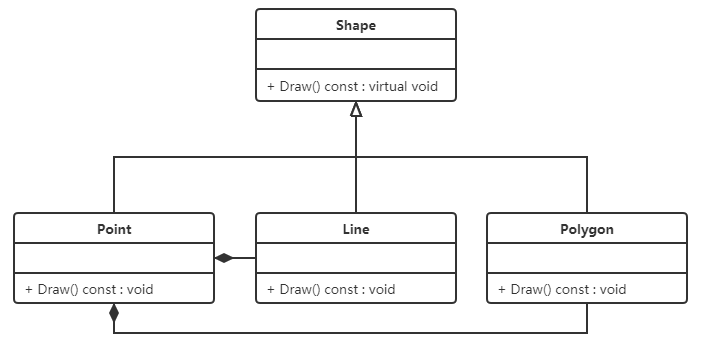 Shape
+ Draw() const : virtual void
Point
+ Draw() const : void
Line
+ Draw() const : void
Polygon
+ Draw() const : void